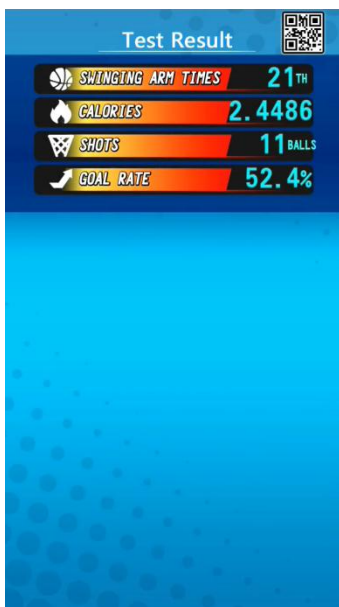 Test Result
SWINGING ARM TIMES 21TH
CALORIES 2.4486
SHOTS 11BALLS
GOAL RATE 52.4%